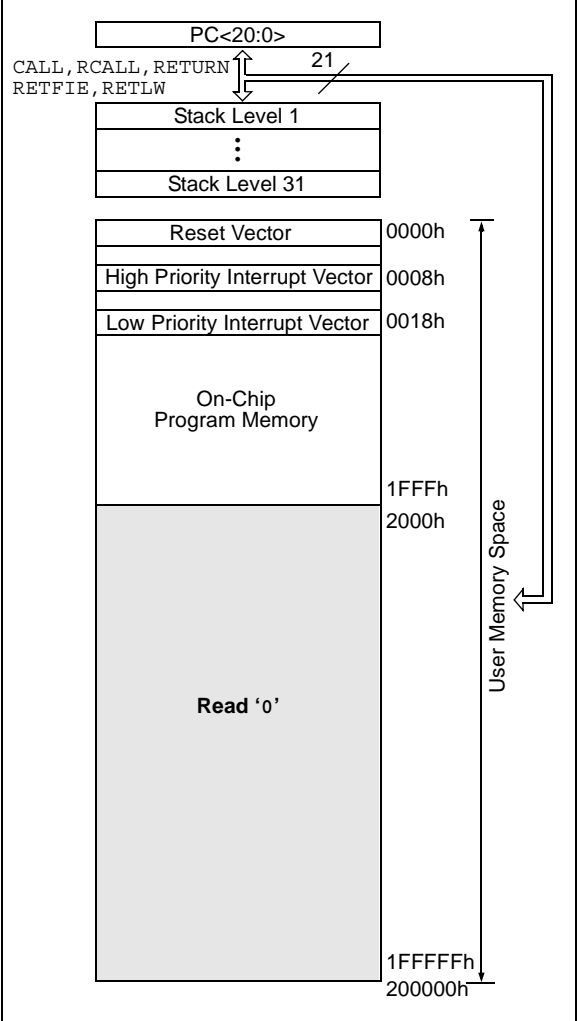 PC<20:0>
CALL,RCALL,RETURN
21
RETFIE,RETLW
Stack Level 1
Stack Level 31
Reset Vector
0000h
High Priority Interrupt Vector
0008h
Low Priority Interrupt Vector
0018h
On-Chip
Program Memory
1FFFh
2000h
User Memory Space
Read ‘0’
1FFFFFh
200000h